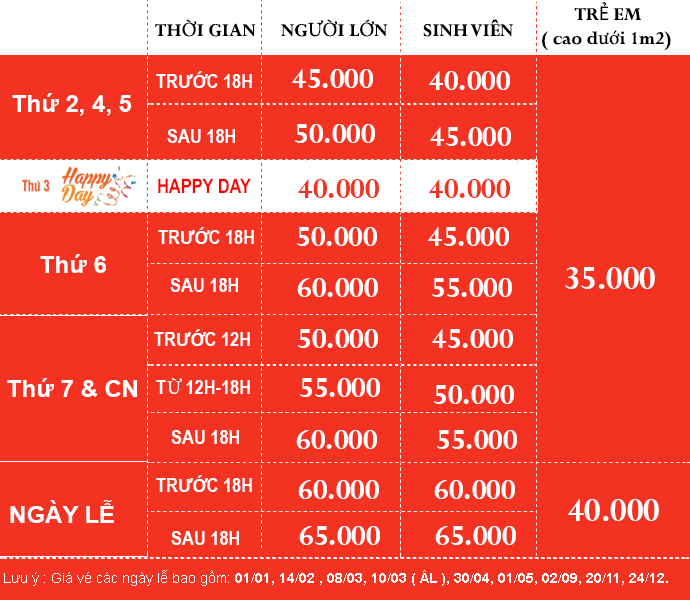 THỜI GIAN NGƯỜI LỚN SINH VIÊN TRẺ EM
( cao dưới 1m2)
Thứ 2, 4, 5
TRƯỚC 18H 45.000 40.000
SAU 18H 50.000 45.000
Thứ 3 Happy Day
HAPPY DAY 40.000 40.000
Thứ 6
TRƯỚC 18H 50.000 45.000
SAU 18H 60.000 55.000
35.000
Thứ 7 & CN
TRƯỚC 12H 50.000 45.000
TỪ 12H-18H 55.000 50.000
SAU 18H 60.000 55.000
NGÀY LỄ
TRƯỚC 18H 60.000 60.000
SAU 18H 65.000 65.000
40.000
Lưu ý : Giá vé các ngày lễ bao gồm: 01/01, 14/02 , 08/03, 10/03 ( ÂL ), 30/04, 01/05, 02/09, 20/11, 24/12.